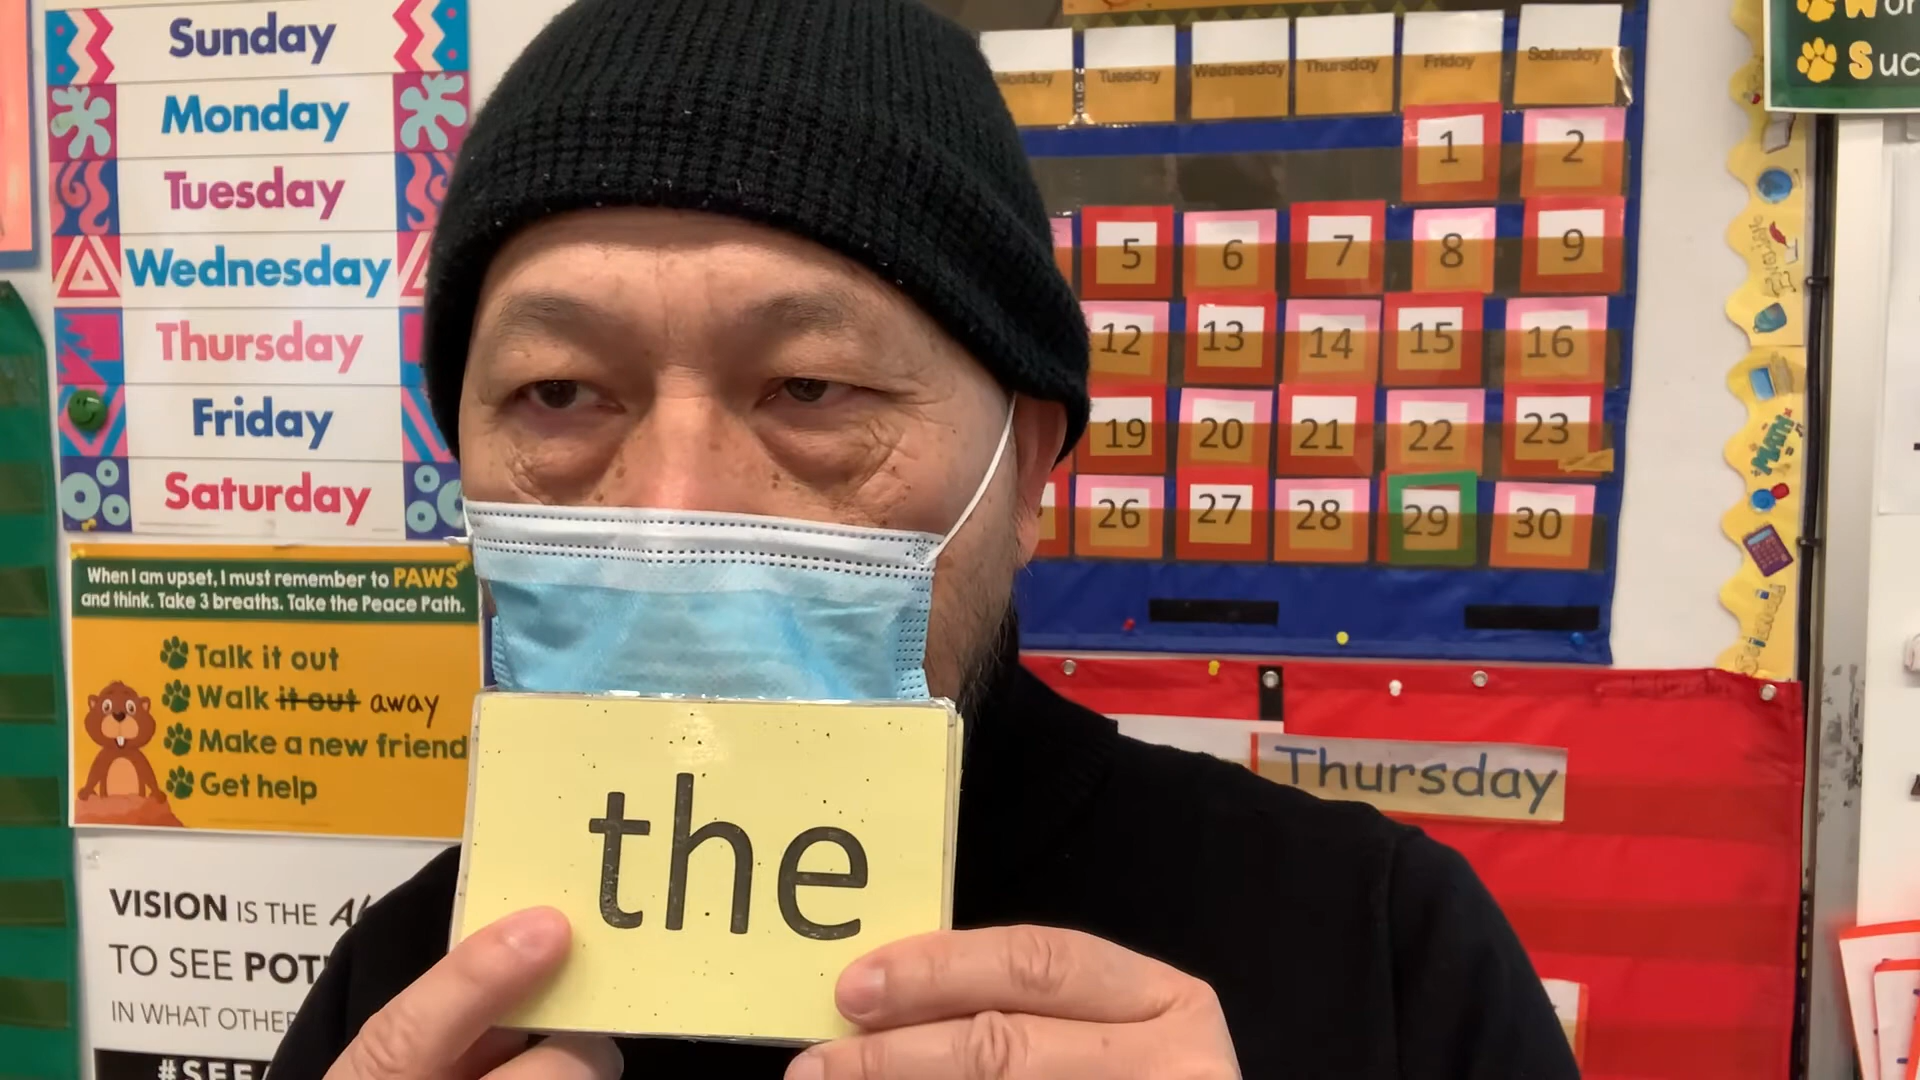 Sunday
Monday
Tuesday
Wednesday
Thursday
Friday
Saturday
When I am upset, I must remember to PAWS
and think. Take 3 breaths. Take the Peace Path.
Talk it out
Walk it out away
Make a new friend
Get help
VISION IS THE
TO SEE
IN WHAT
the
Tuesday Wednesday Thursday Friday Saturday
1 2
5 6 7 8 9
12 13 14 15 16
19 20 21 22 23
26 27 28 29 30
Thursday
MATH